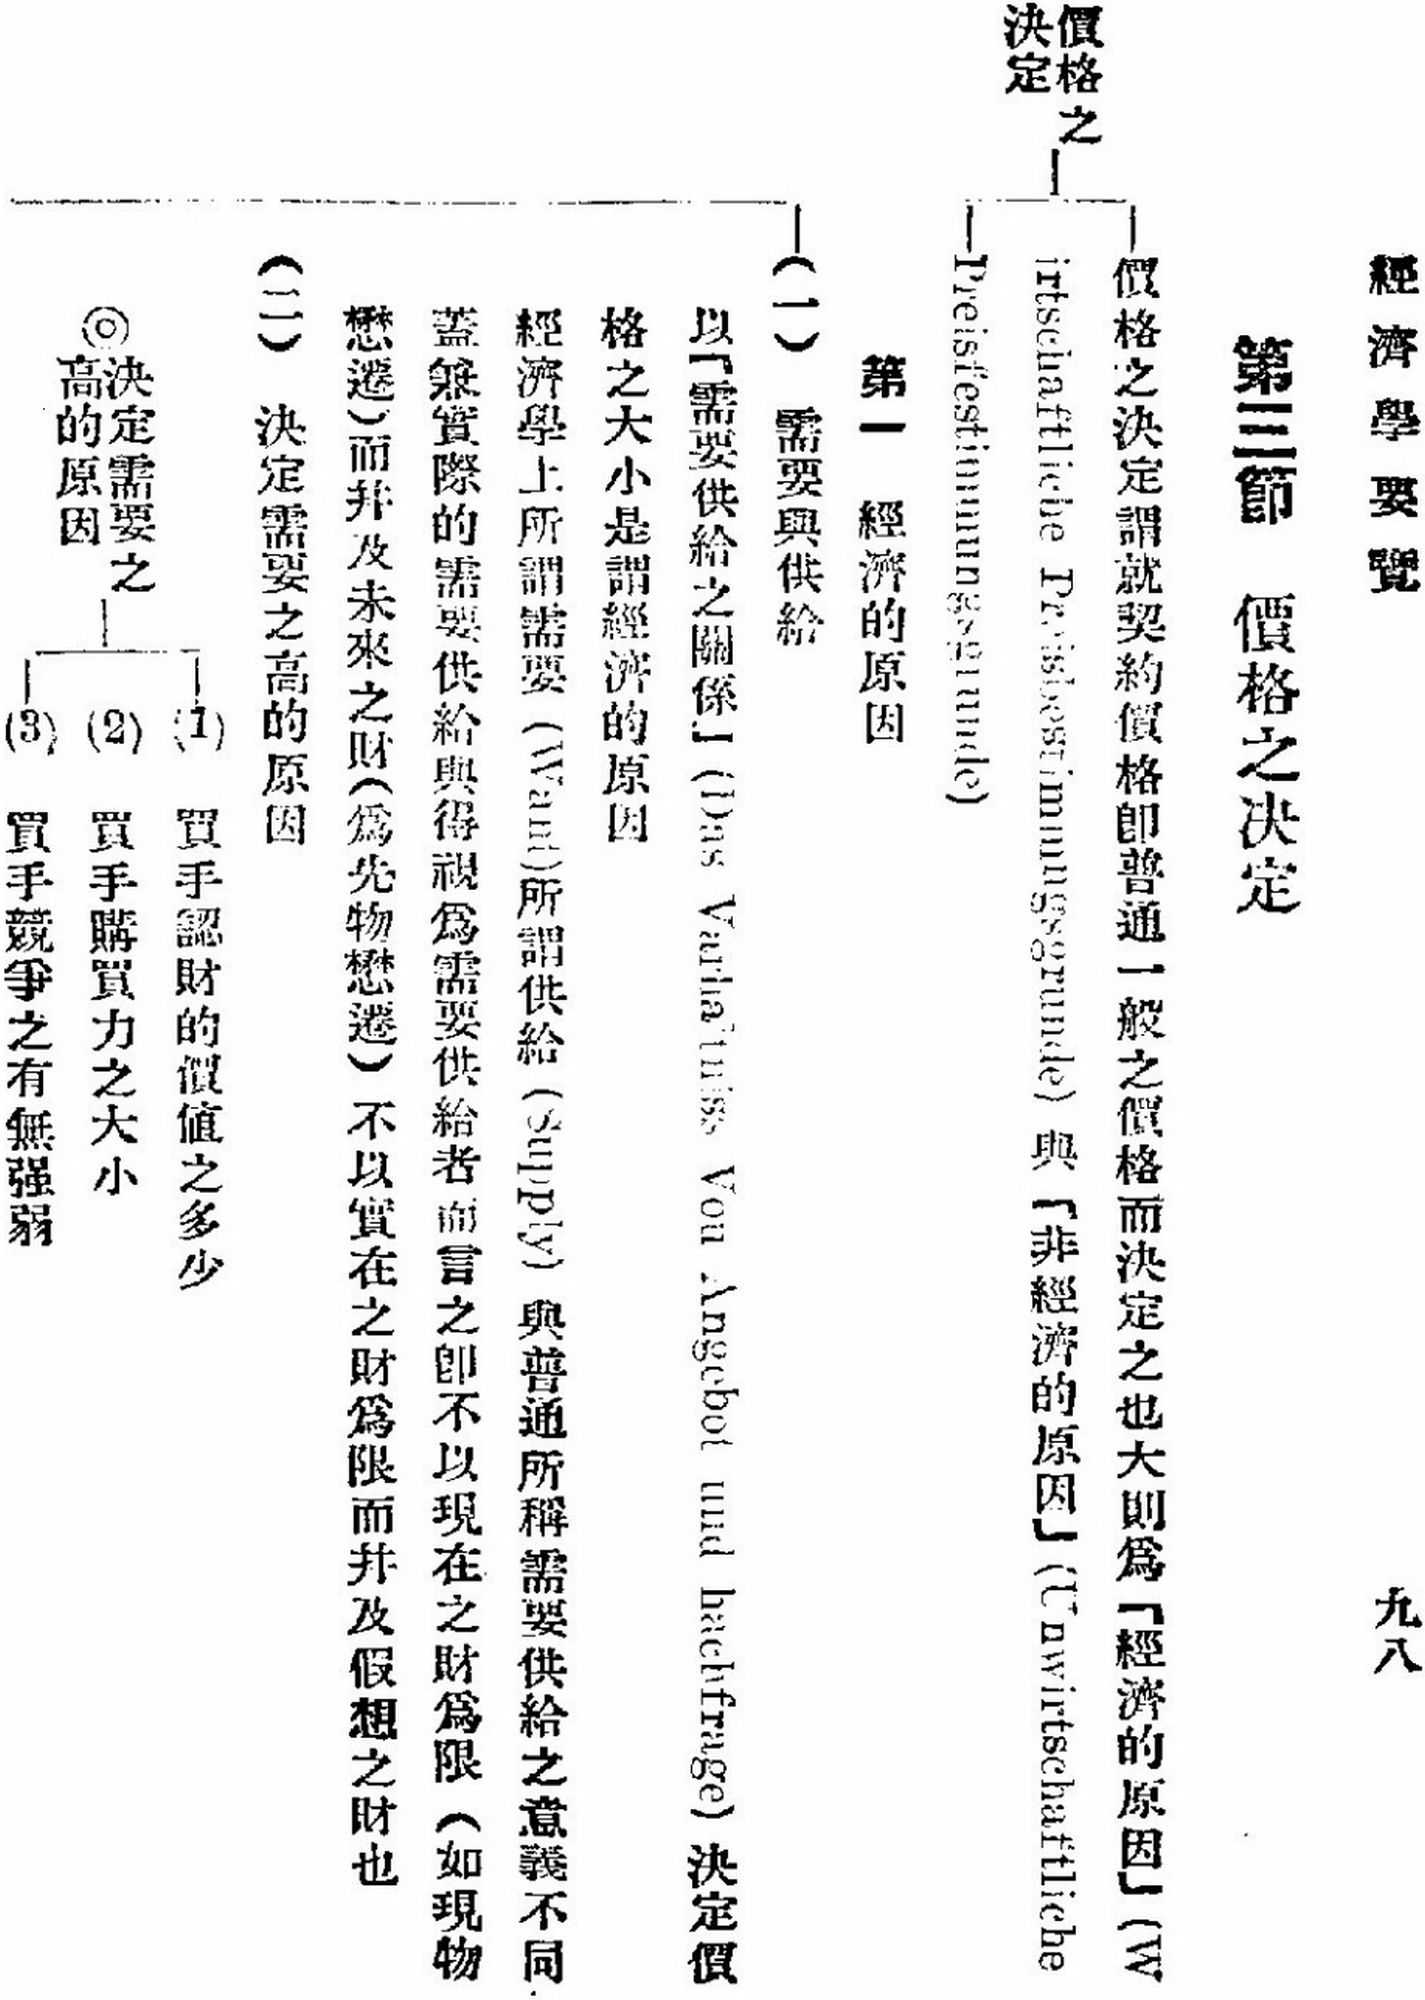 經濟學要覽
九八
第三節 價格之決定
價格之決定
價格之決定謂就契約價格卽普通一般之價格而決定之也大則爲「經濟的原因」(W
irtschaftliche Preisbestimmungsgrunde) 與「非經濟的原因」(Unwirtschaftliche
Preisfestimmungsgrunde)
第一 經濟的原因
(一) 需要與供給
以「需要供給之關係」(Das Varhaltniss Von Angebot und hachfrage) 決定價
格之大小是謂經濟的原因
經濟學上所謂需要 (Want) 所謂供給 (Supply) 與普通所稱需要供給之意義不同
蓋兼實際的需要供給與得視爲需要供給者而言之卽不以現在之財爲限 (如現物
懋遷) 而幷及未來之財 (爲先物懋遷) 不以實在之財爲限而幷及假想之財也
(二) 決定需要之高的原因
◎決定需要之
高的原因
(1) 買手認財的價値之多少
(2) 買手購買力之大小
(3) 買手競爭之有無强弱